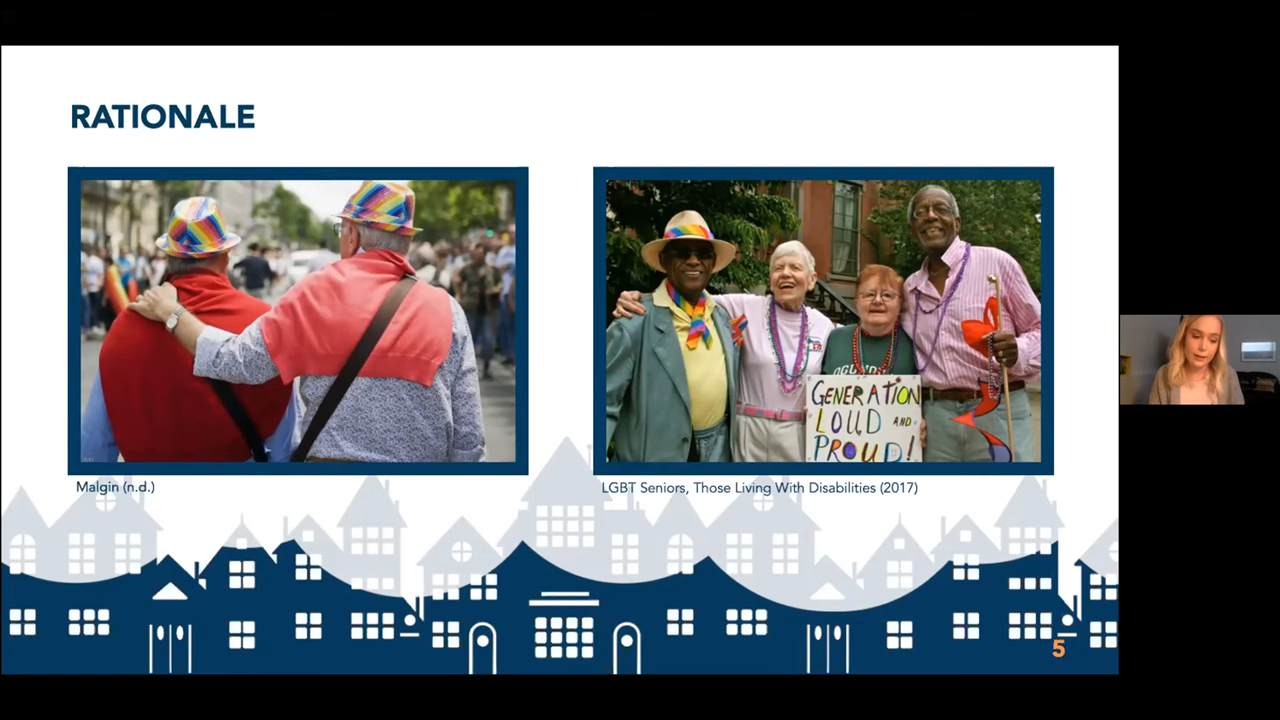 RATIONALE
GENERATION
LOUD AND
PROUD!
Malgin (n.d.)
LGBT Seniors, Those Living With Disabilities (2017)
5